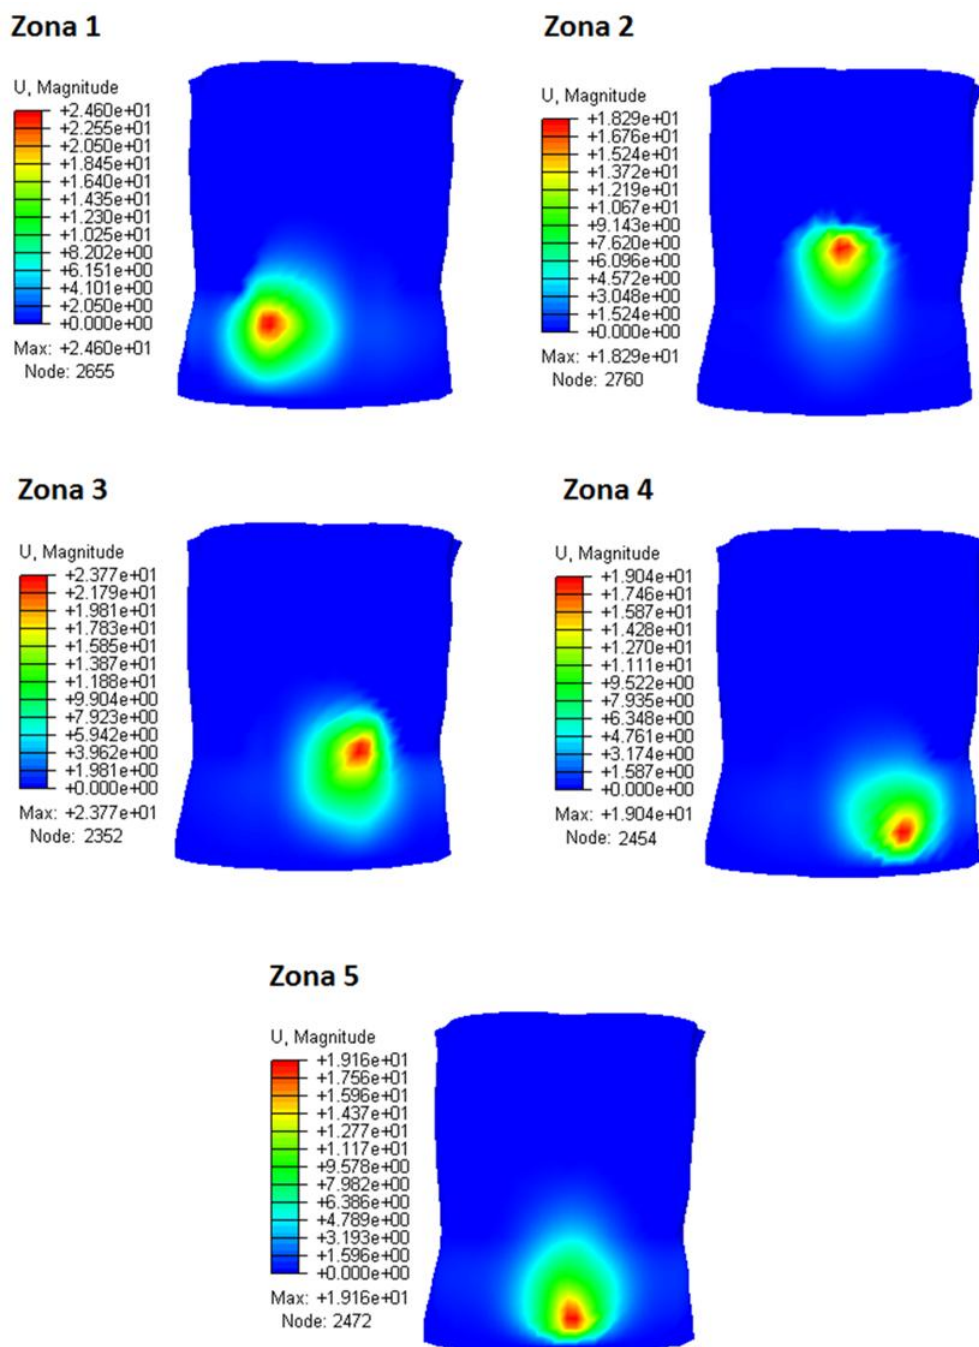 Zona 1
U, Magnitude
+2.460e+01
+2.255e+01
+2.050e+01
+1.845e+01
+1.640e+01
+1.435e+01
+1.230e+01
+1.025e+01
+8.202e+00
+6.151e+00
+4.101e+00
+2.050e+00
+0.000e+00
Max: +2.460e+01
Node: 2655
Zona 2
U, Magnitude
+1.829e+01
+1.676e+01
+1.524e+01
+1.372e+01
+1.219e+01
+1.067e+01
+9.143e+00
+7.620e+00
+6.096e+00
+4.572e+00
+3.048e+00
+1.524e+00
+0.000e+00
Max: +1.829e+01
Node: 2760
Zona 3
U, Magnitude
+2.377e+01
+2.179e+01
+1.981e+01
+1.783e+01
+1.585e+01
+1.387e+01
+1.188e+01
+9.904e+00
+7.923e+00
+5.942e+00
+3.962e+00
+1.981e+00
+0.000e+00
Max: +2.377e+01
Node: 2352
Zona 4
U, Magnitude
+1.904e+01
+1.746e+01
+1.587e+01
+1.428e+01
+1.270e+01
+1.111e+01
+9.522e+00
+7.935e+00
+6.348e+00
+4.761e+00
+3.174e+00
+1.587e+00
+0.000e+00
Max: +1.904e+01
Node: 2454
Zona 5
U, Magnitude
+1.916e+01
+1.756e+01
+1.596e+01
+1.437e+01
+1.277e+01
+1.117e+01
+9.578e+00
+7.982e+00
+6.386e+00
+4.789e+00
+3.193e+00
+1.596e+00
+0.000e+00
Max: +1.916e+01
Node: 2472